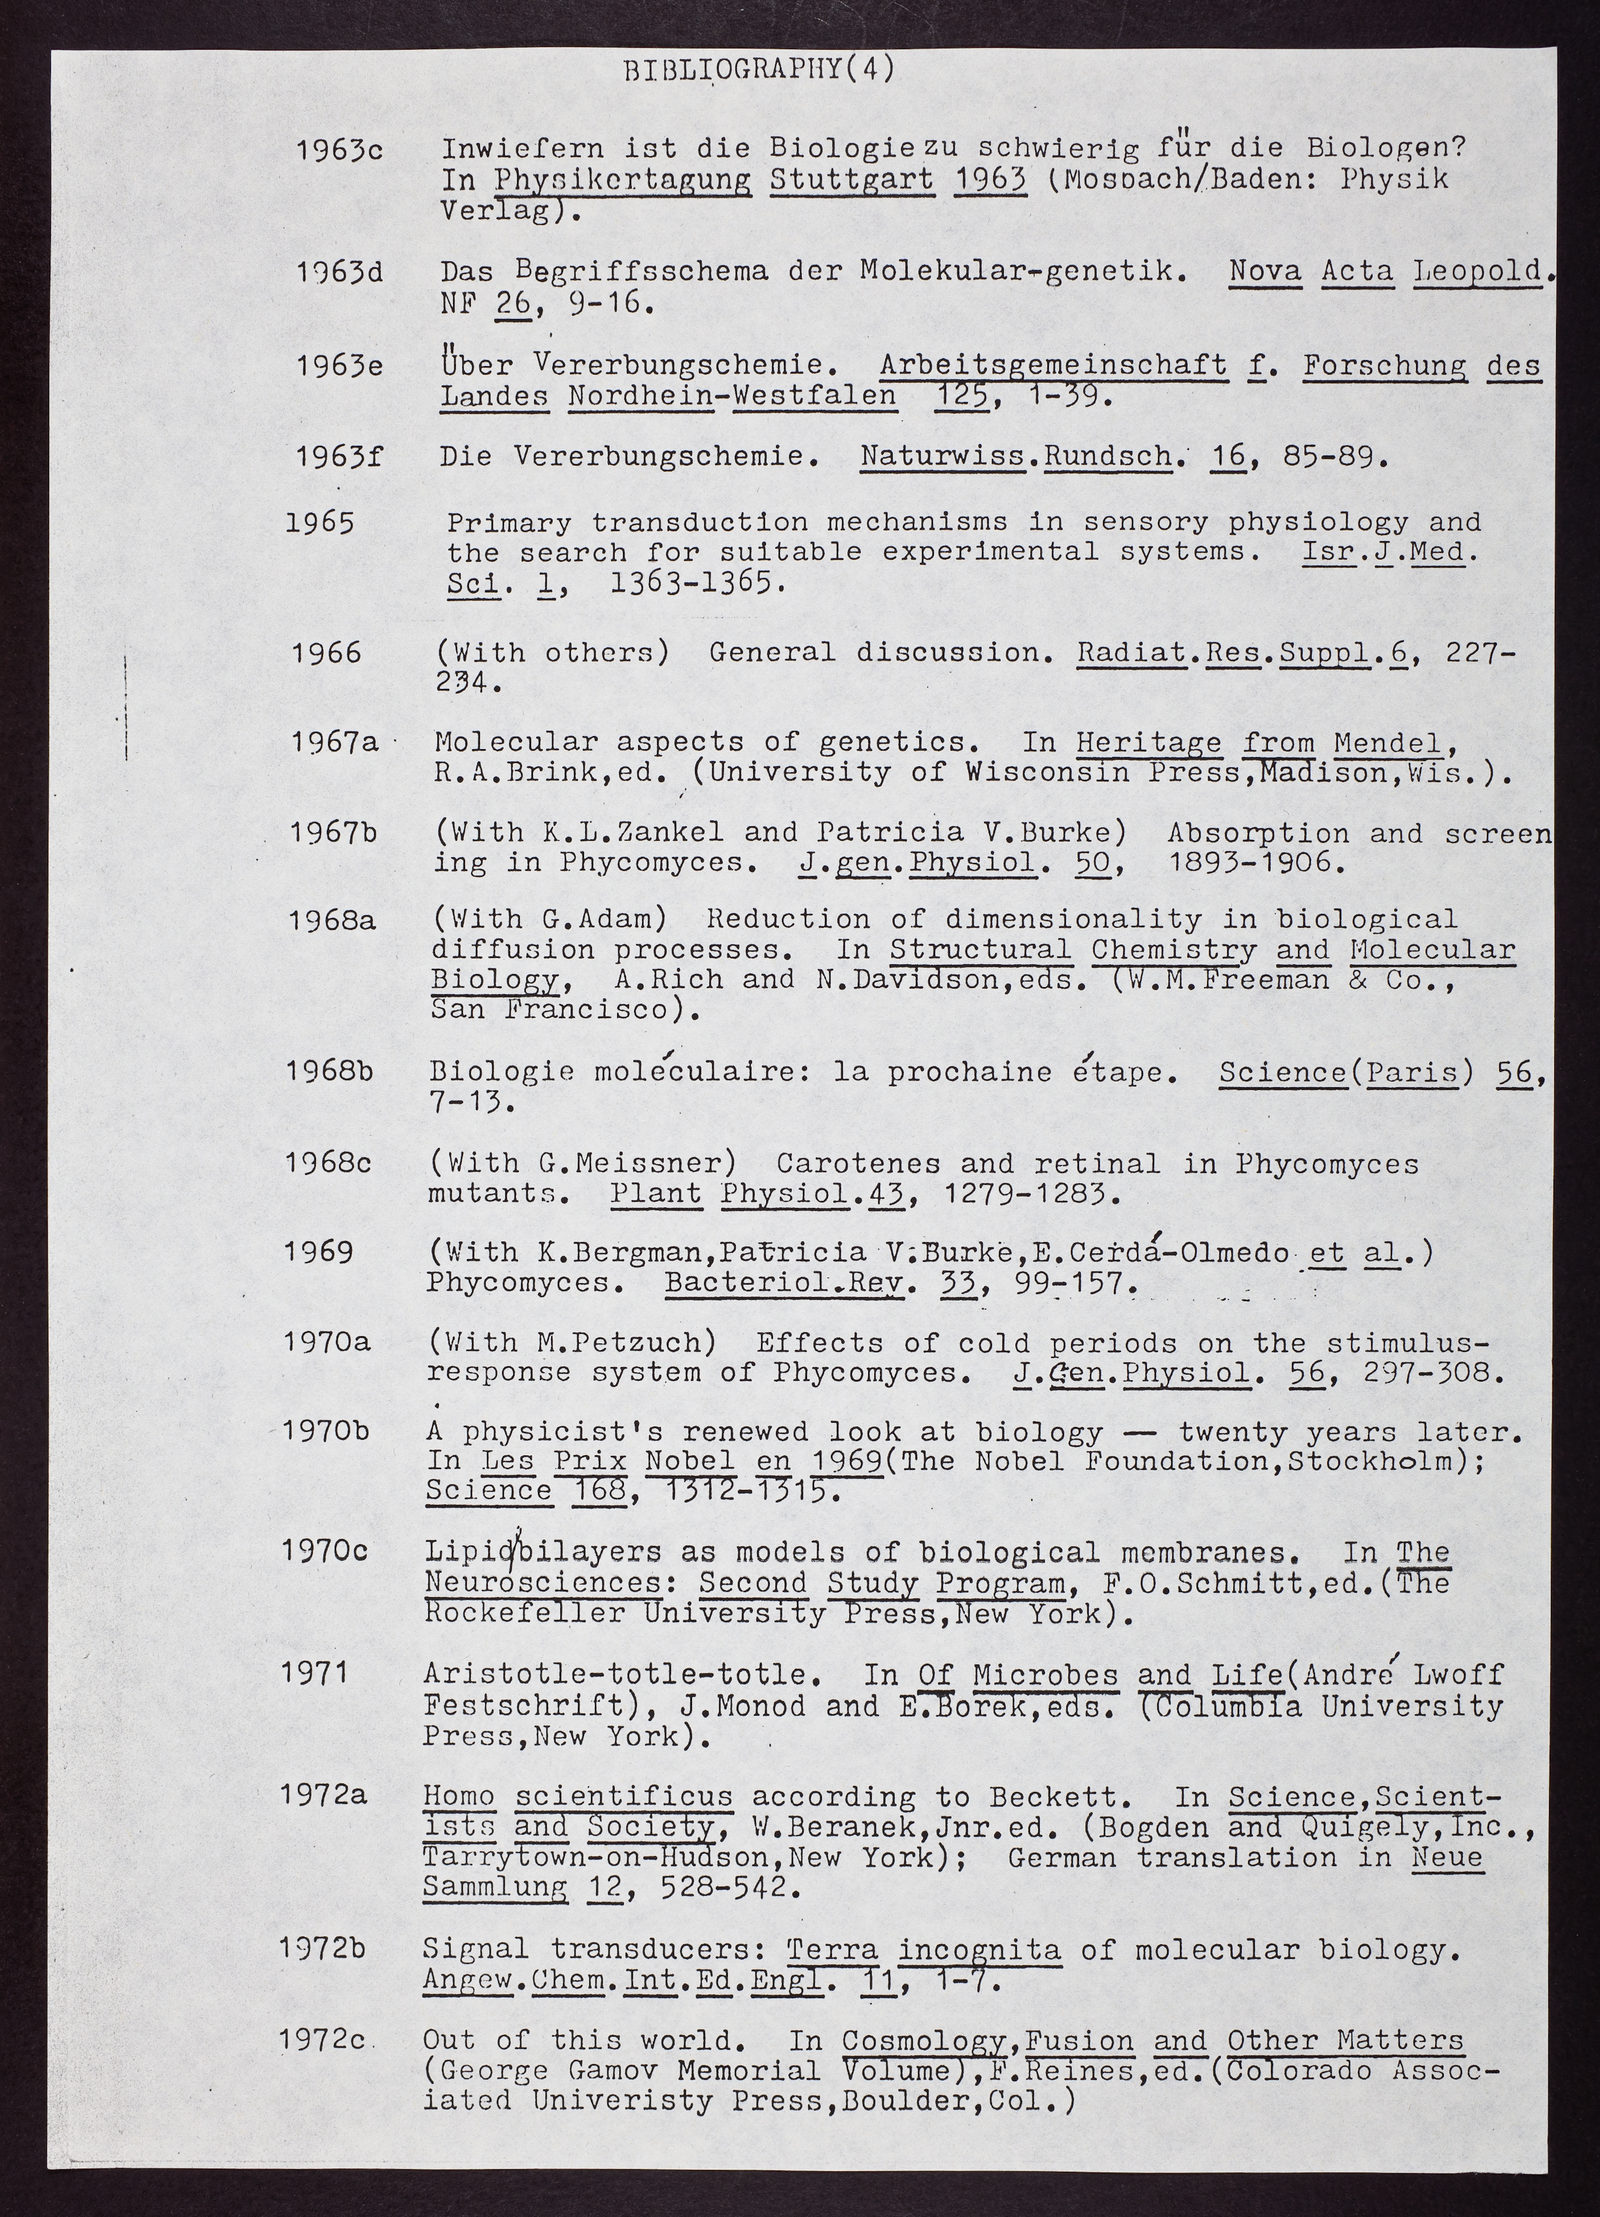 BIBLIOGRAPHY(4)
1963c Inwiefern ist die Biologie zu schwierig für die Biologen?
In Physikertagung Stuttgart 1963 (Mosbach/Baden: Physik
Verlag).
1963d Das Begriffsschema der Molekular-genetik. Nova Acta Leopold.
NF 26, 9-16.
1963e Über Vererbungschemie. Arbeitsgemeinschaft f. Forschung des
Landes Nordhein-Westfalen 125, 1-39.
1963f Die Vererbungschemie. Naturwiss.Rundsch. 16, 85-89.
1965 Primary transduction mechanisms in sensory physiology and
the search for suitable experimental systems. Isr.J.Med.
Sci. 1, 1363-1365.
1966 (With others) General discussion. Radiat.Res.Suppl.6, 227-
234.
1967a Molecular aspects of genetics. In Heritage from Mendel,
R.A.Brink,ed. (University of Wisconsin Press,Madison,Wis.).
1967b (With K.L.Zankel and Patricia V.Burke) Absorption and screen
ing in Phycomyces. J.gen.Physiol. 50, 1893-1906.
1968a (With G.Adam) Reduction of dimensionality in biological
diffusion processes. In Structural Chemistry and Molecular
Biology, A.Rich and N.Davidson,eds. (W.M.Freeman & Co.,
San Francisco).
1968b Biologie moléculaire: la prochaine étape. Science(Paris) 56,
7-13.
1968c (With G.Meissner) Carotenes and retinal in Phycomyces
mutants. Plant Physiol.43, 1279-1283.
1969 (With K.Bergman,Patricia V.Burke,E.Cerdá-Olmedo et al.)
Phycomyces. Bacteriol.Rev. 33, 99-157.
1970a (With M.Petzuch) Effects of cold periods on the stimulus-
response system of Phycomyces. J.Gen.Physiol. 56, 297-308.
1970b A physicist's renewed look at biology — twenty years later.
In Les Prix Nobel en 1969(The Nobel Foundation,Stockholm);
Science 168, 1312-1315.
1970c Lipid/bilayers as models of biological membranes. In The
Neurosciences: Second Study Program, F.O.Schmitt,ed.(The
Rockefeller University Press,New York).
1971 Aristotle-totle-totle. In Of Microbes and Life(André Lwoff
Festschrift), J.Monod and E.Borek,eds. (Columbia University
Press,New York).
1972a Homo scientificus according to Beckett. In Science,Scient-
ists and Society, W.Beranek,Jnr.ed. (Bogden and Quigely,Inc.,
Tarrytown-on-Hudson,New York); German translation in Neue
Sammlung 12, 528-542.
1972b Signal transducers: Terra incognita of molecular biology.
Angew.Chem.Int.Ed.Engl. 11, 1-7.
1972c Out of this world. In Cosmology,Fusion and Other Matters
(George Gamov Memorial Volume),F.Reines,ed.(Colorado Assoc-
iated Univeristy Press,Boulder,Col.)